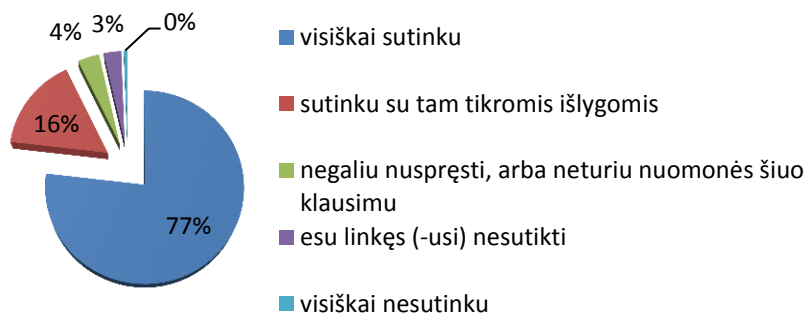 4%
3%
0%
16%
77%
visiškai sutinku
sutinku su tam tikromis išlygomis
negaliu nuspręsti, arba neturiu nuomonės šiuo
klausimu
esu linkęs (-usi) nesutikti
visiškai nesutinku